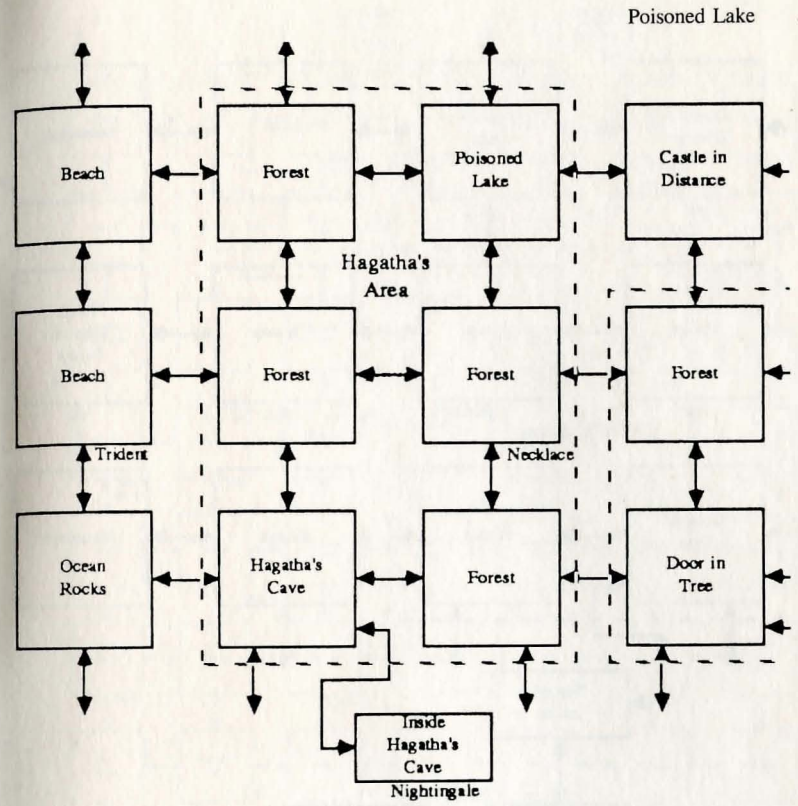 Poisoned Lake
Beach
Forest
Poisoned
Lake
Castle in
Distance
Hagatha's
Area
Beach
Forest
Forest
Forest
Trident
Necklace
Ocean
Rocks
Hagatha's
Cave
Forest
Door in
Tree
Inside
Hagatha's
Cave
Nightingale